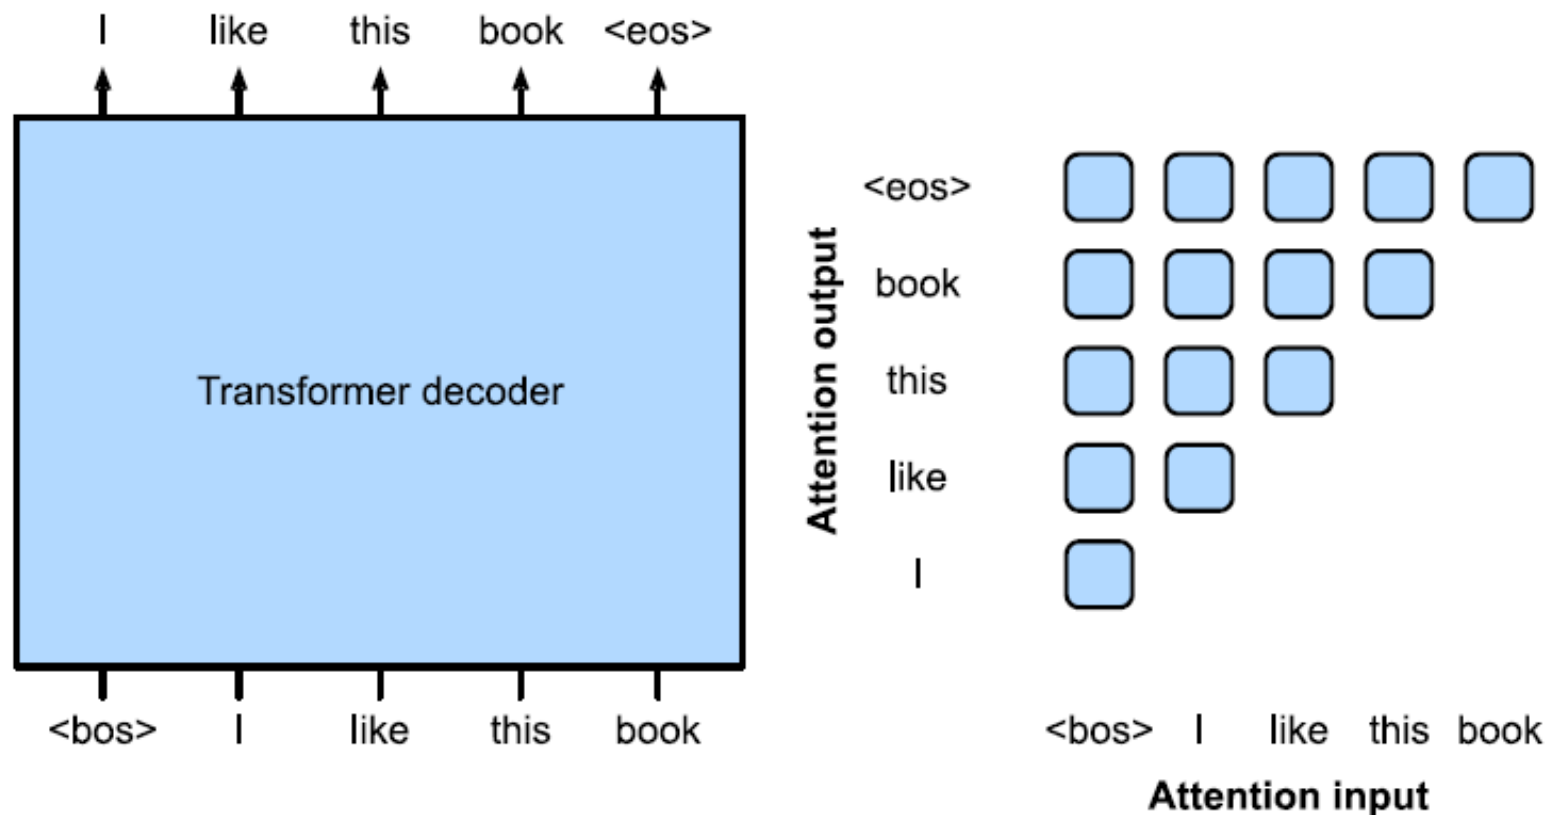 I like this book <eos>
Transformer decoder
<bos> I like this book
Attention output
<eos>
book
this
like
I
<bos> I like this book
Attention input